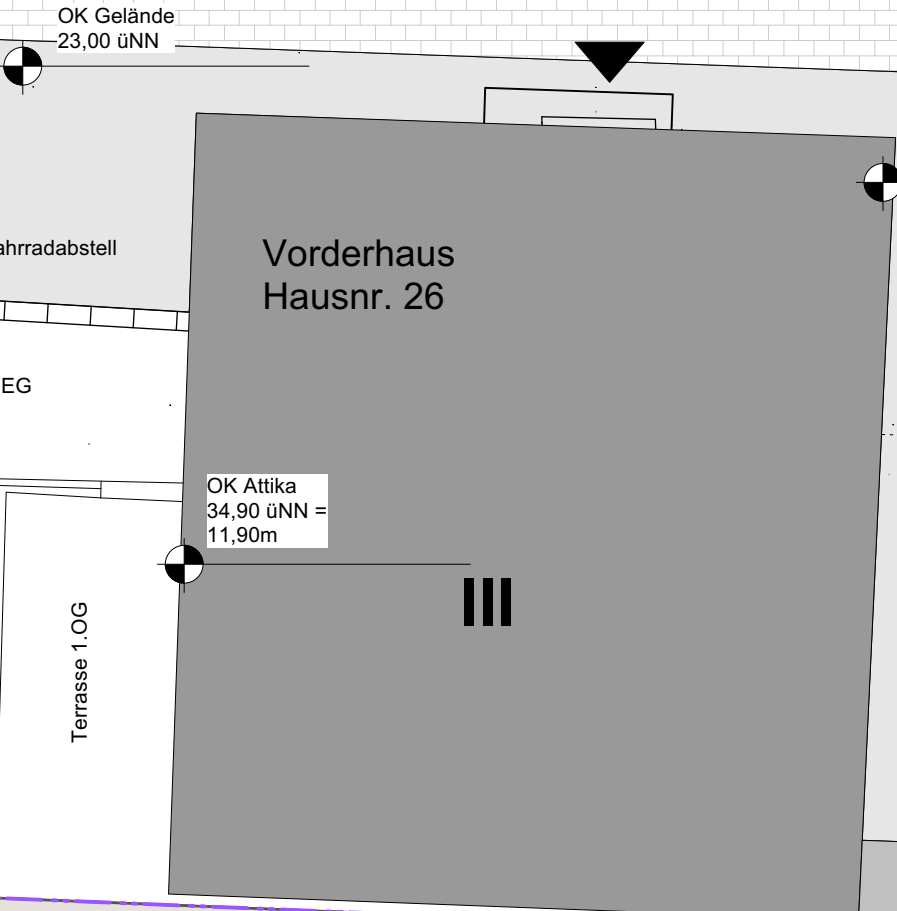 OK Gelände
23,00 üNN
ahrradabstell
Vorderhaus
Hausnr. 26
EG
OK Attika
34,90 üNN =
11,90m
III
Terrasse 1.OG